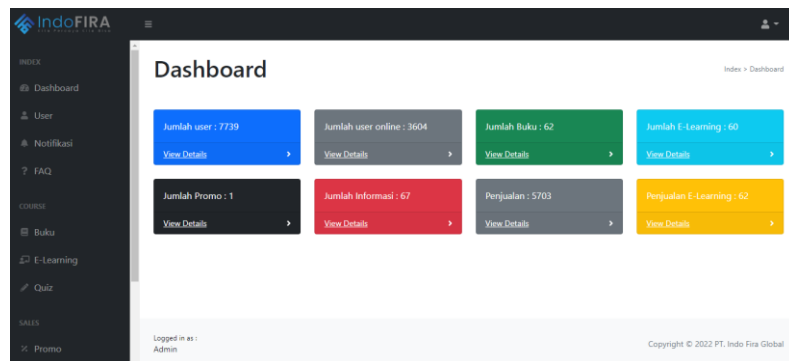 IndoFIRA
INDEX
Dashboard
User
Notifikasi
? FAQ
COURSE
Buku
E-Learning
Quiz
SALES
Promo
Dashboard
Index > Dashboard
Jumlah user : 7739
View Details
Jumlah user online : 3604
View Details
Jumlah Buku : 62
View Details
Jumlah E-Learning : 60
View Details
Jumlah Promo : 1
View Details
Jumlah Informasi : 67
View Details
Penjualan : 5703
View Details
Penjualan E-Learning : 62
View Details
Logged in as :
Admin
Copyright © 2022 PT. Indo Fira Global